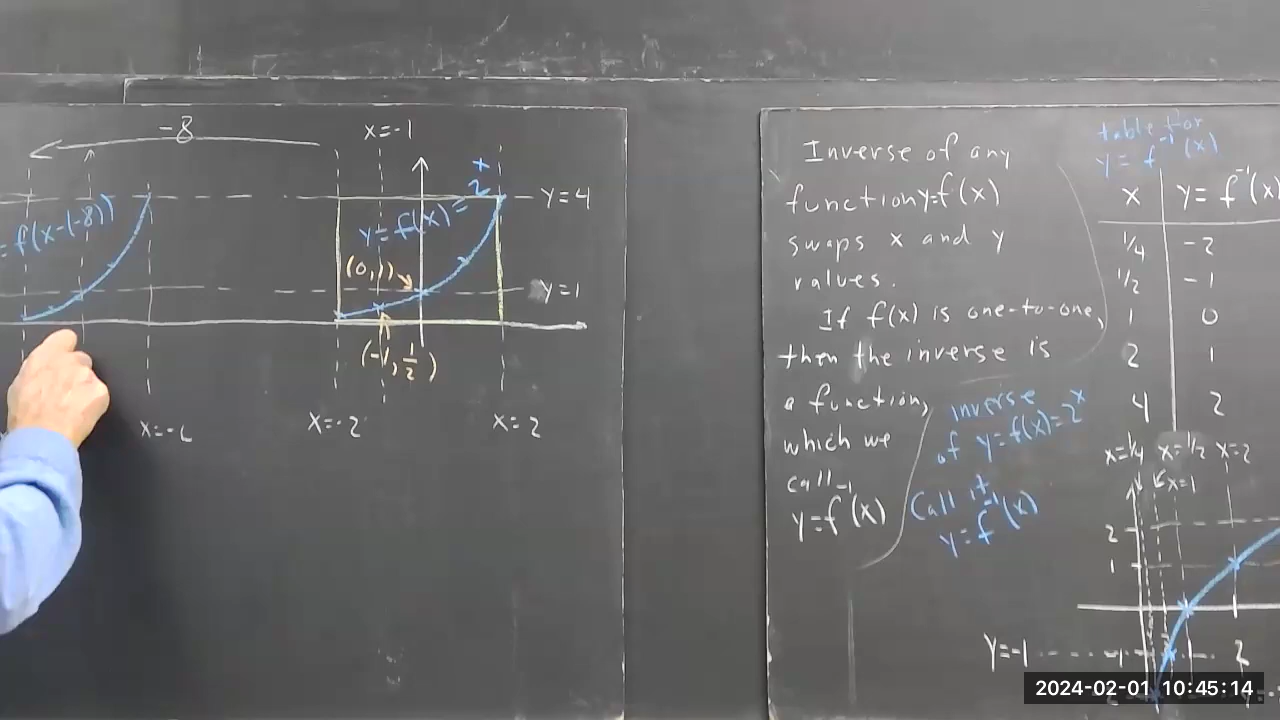 -8
x=-1
2^x
y=4
= f(x-(-8))
y=f(x)=
(0,1)
y=1
(-1, 1/2)
x=-2
x=2
Inverse of any
function y=f(x)
swaps x and y
values.
If f(x) is one-to-one,
then the inverse is
a function,
which we
call
y=f^-1(x)
inverse
of y=f(x)=2^x
Call it
y=f^-1(x)
table for
y=f^-1(x)
x y=f^-1(x)
1/4 -2
1/2 -1
1 0
2 1
4 2
x=1/4 x=1/2 x=2
x=1
2
1
y=-1
-1
2
2024-02-01 10:45:14